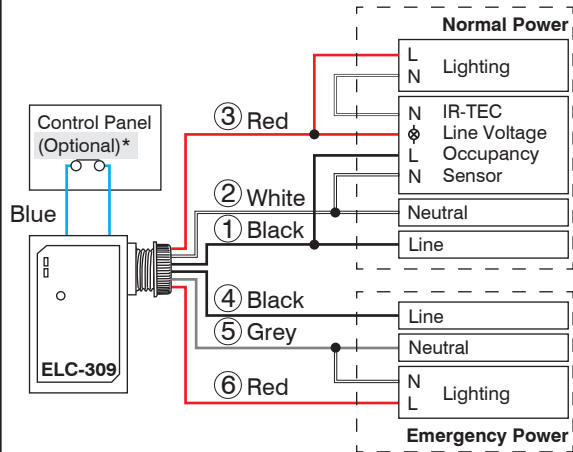 Normal Power
L
N
Lighting
Control Panel
(Optional)*
③ Red
N IR-TEC
Line Voltage
L Occupancy
N Sensor
② White
Neutral
Blue
① Black
Line
④ Black
Line
⑤ Grey
Neutral
ELC-309
⑥ Red
N
L
Lighting
Emergency Power